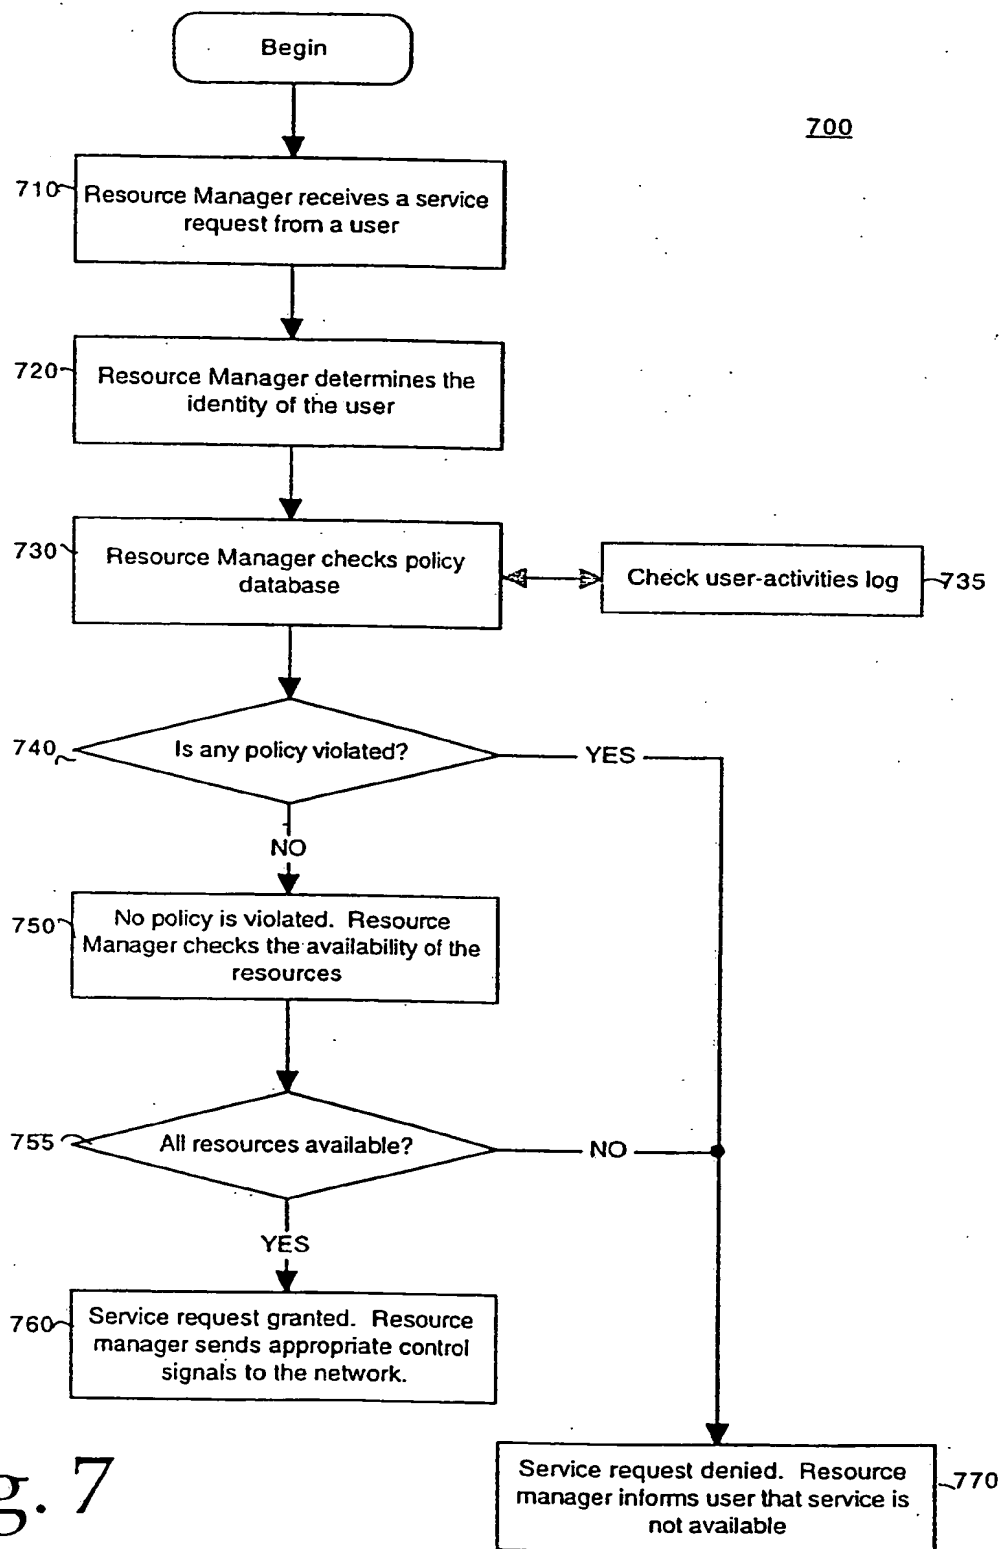 Begin
700
710
Resource Manager receives a service
request from a user
720
Resource Manager determines the
identity of the user
730
Resource Manager checks policy
database
Check user-activities log
735
740
Is any policy violated?
YES
NO
750
No policy is violated. Resource
Manager checks the availability of the
resources
755
All resources available?
NO
YES
760
Service request granted. Resource
manager sends appropriate control
signals to the network.
g. 7
Service request denied. Resource
manager informs user that service is
not available
770